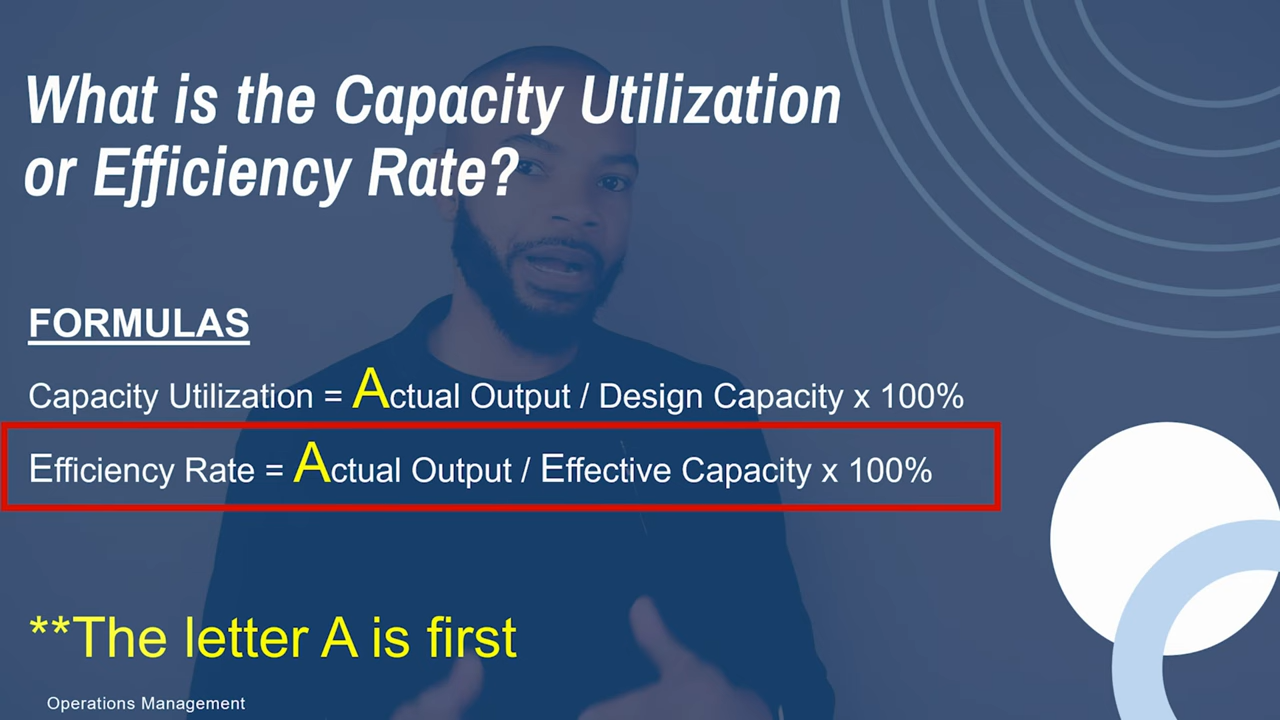 What is the Capacity Utilization
or Efficiency Rate?
FORMULAS
Capacity Utilization = Actual Output / Design Capacity x 100%
Efficiency Rate = Actual Output / Effective Capacity x 100%
**The letter A is first
Operations Management